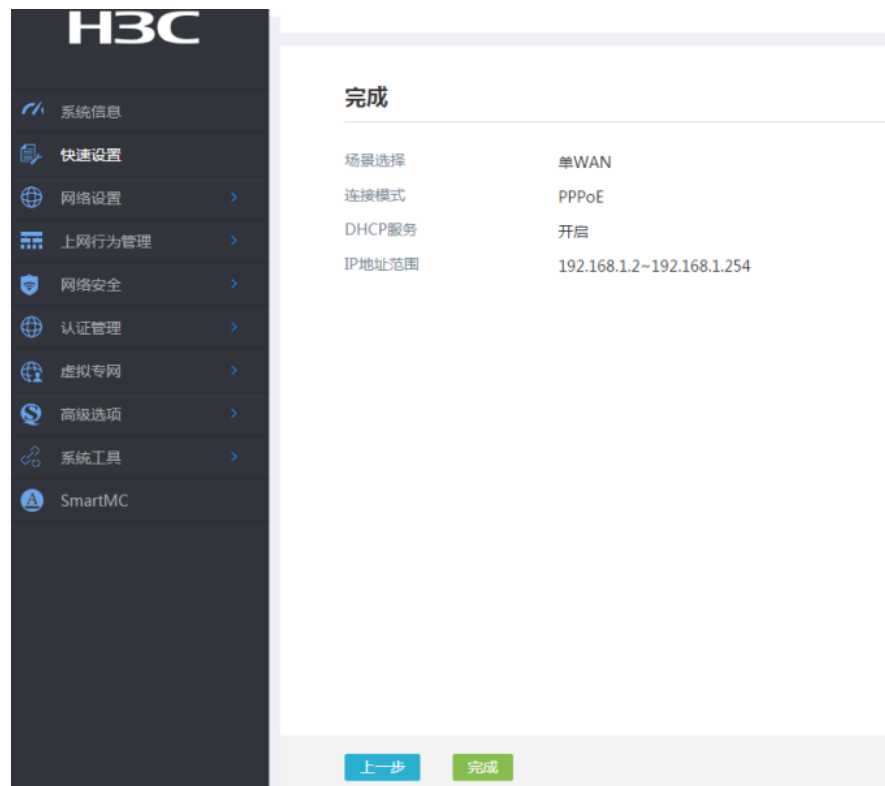 H3C
系统信息
快速设置
网络设置
上网行为管理
网络安全
认证管理
虚拟专网
高级选项
系统工具
SmartMC
完成
场景选择 单WAN
连接模式 PPPoE
DHCP服务 开启
IP地址范围 192.168.1.2~192.168.1.254
上一步 完成